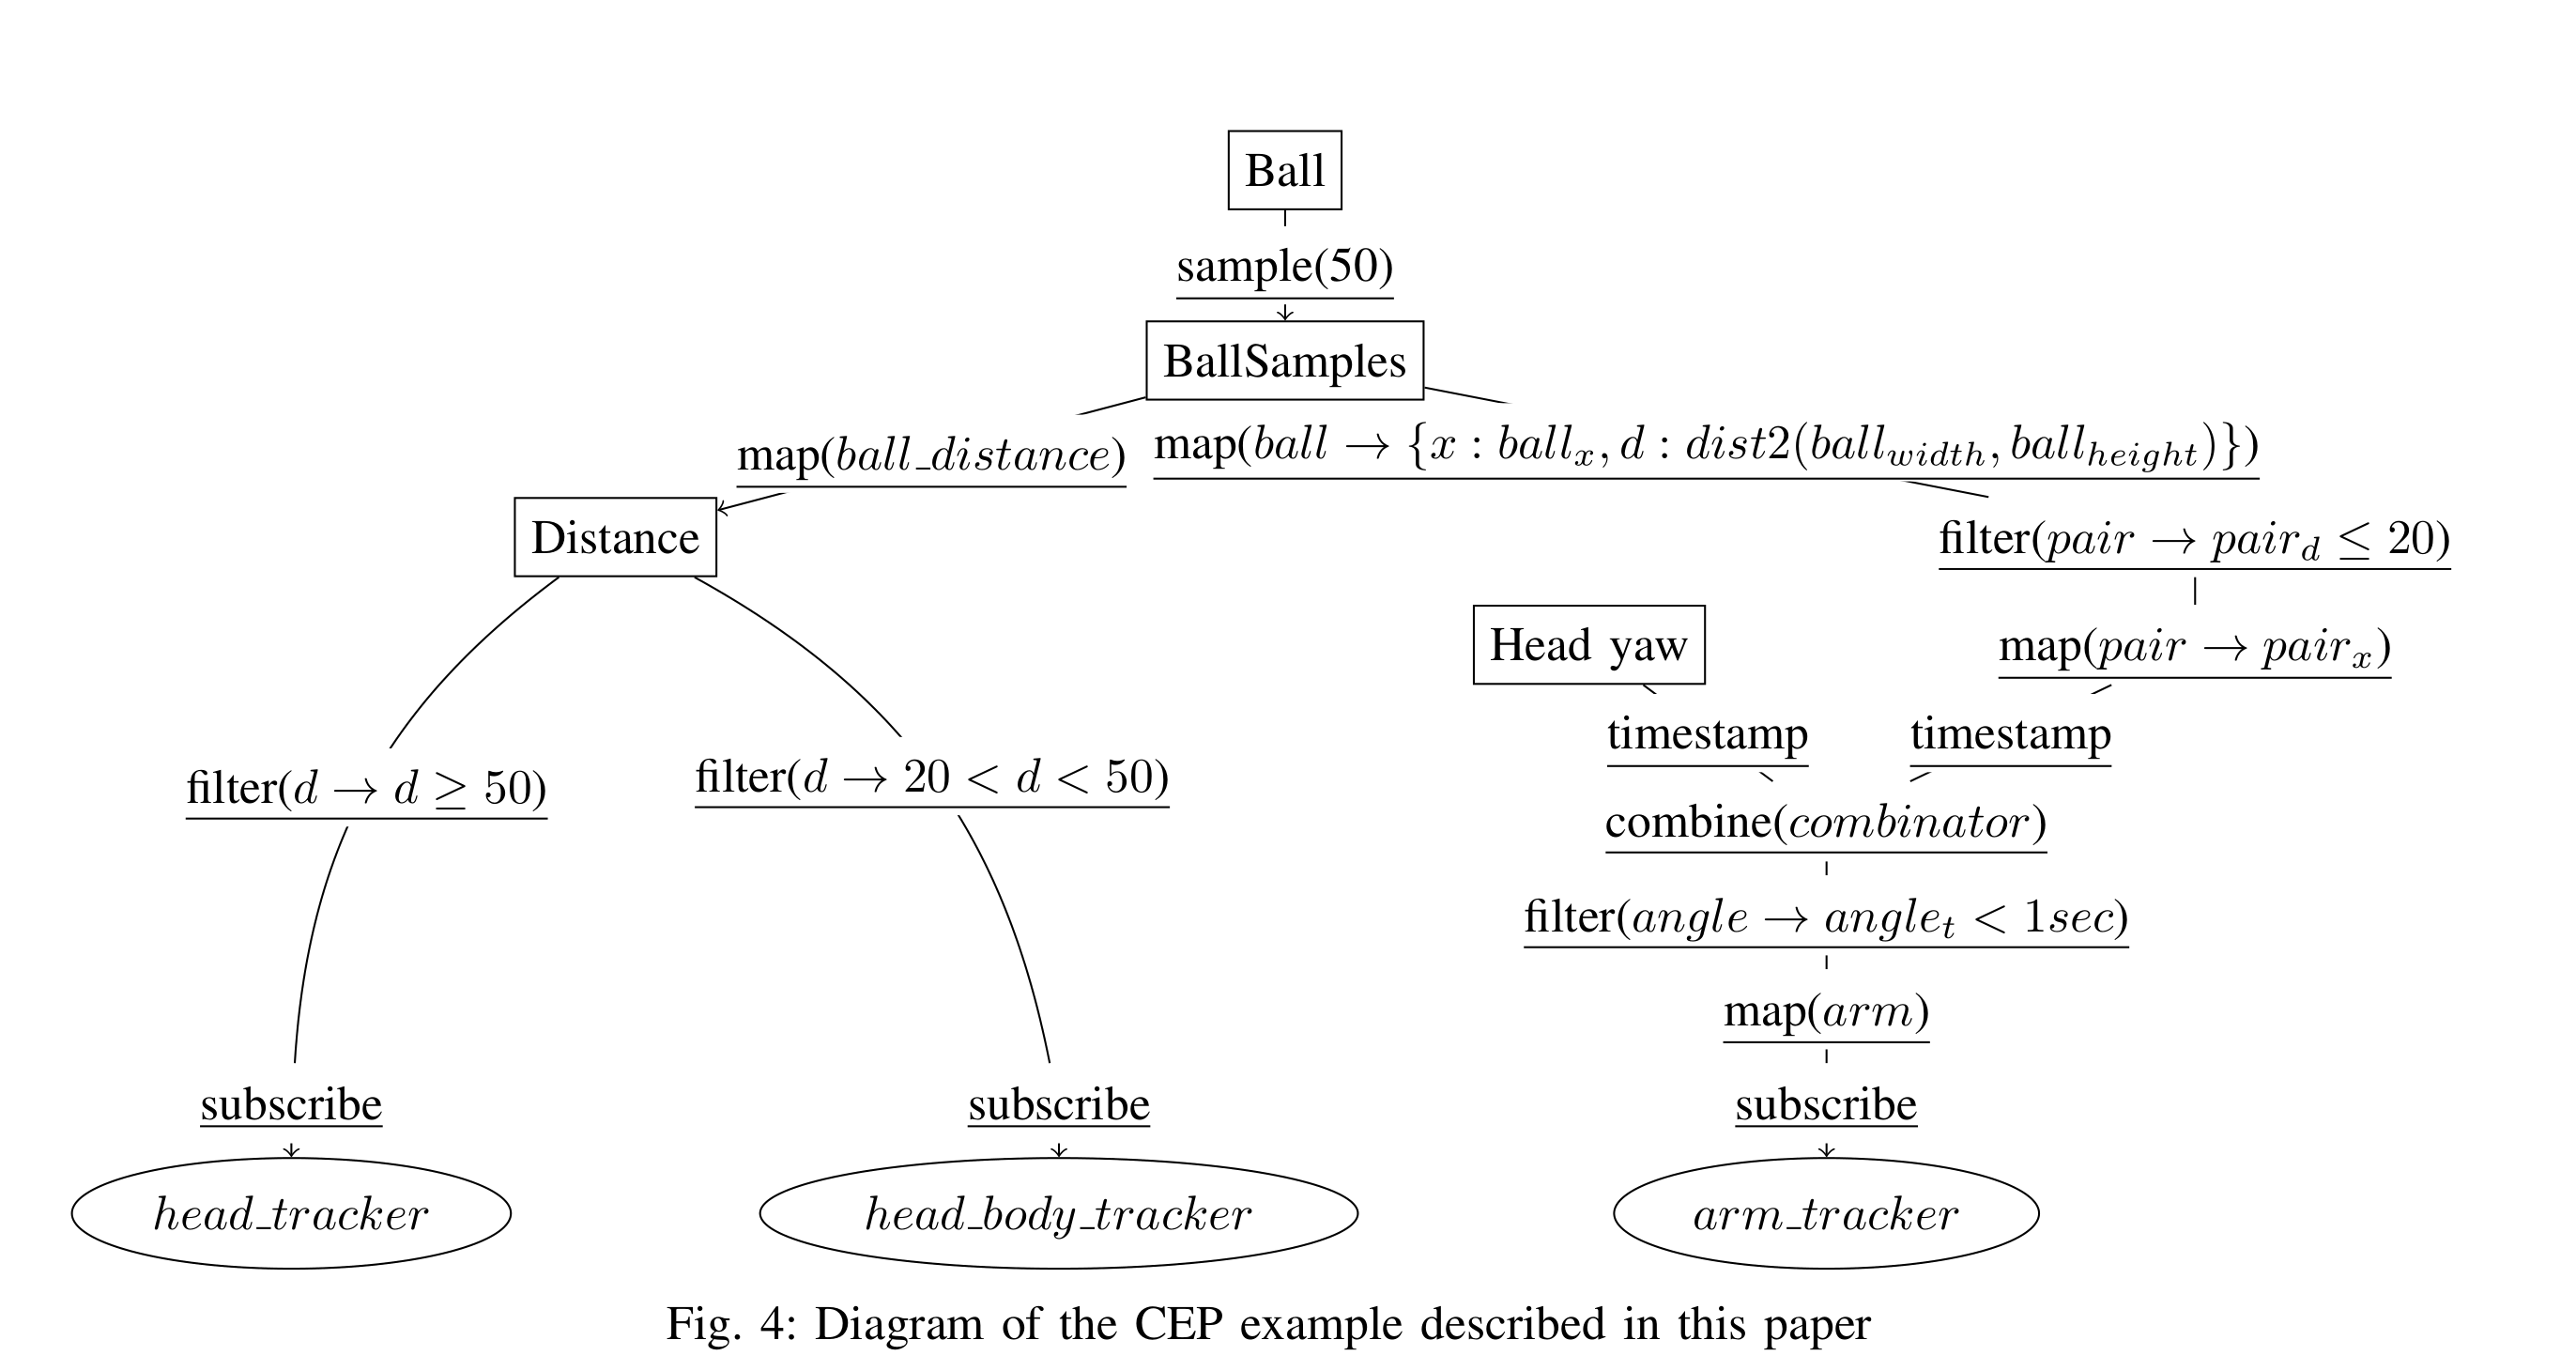 Ball
sample(50)
BallSamples
map(ball_distance)
map(ball → {x : ball_x, d : dist2(ball_width, ball_height)})
Distance
filter(pair → pair_d ≤ 20)
Head yaw
map(pair → pair_x)
timestamp
timestamp
filter(d → d ≥ 50)
filter(d → 20 < d < 50)
combine(combinator)
filter(angle → angle_t < 1sec)
map(arm)
subscribe
subscribe
subscribe
head_tracker
head_body_tracker
arm_tracker
Fig. 4: Diagram of the CEP example described in this paper